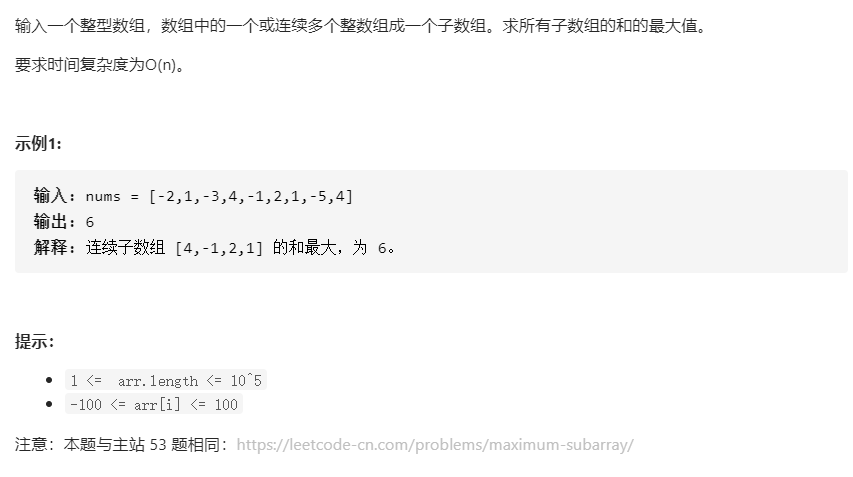 输入一个整型数组，数组中的一个或连续多个整数组成一个子数组。求所有子数组的和的最大值。
要求时间复杂度为O(n)。
示例1:
输入：nums = [-2,1,-3,4,-1,2,1,-5,4]
输出：6
解释：连续子数组 [4,-1,2,1] 的和最大，为 6。
提示：
1 <= arr.length <= 10^5
-100 <= arr[i] <= 100
注意：本题与主站 53 题相同：https://leetcode-cn.com/problems/maximum-subarray/